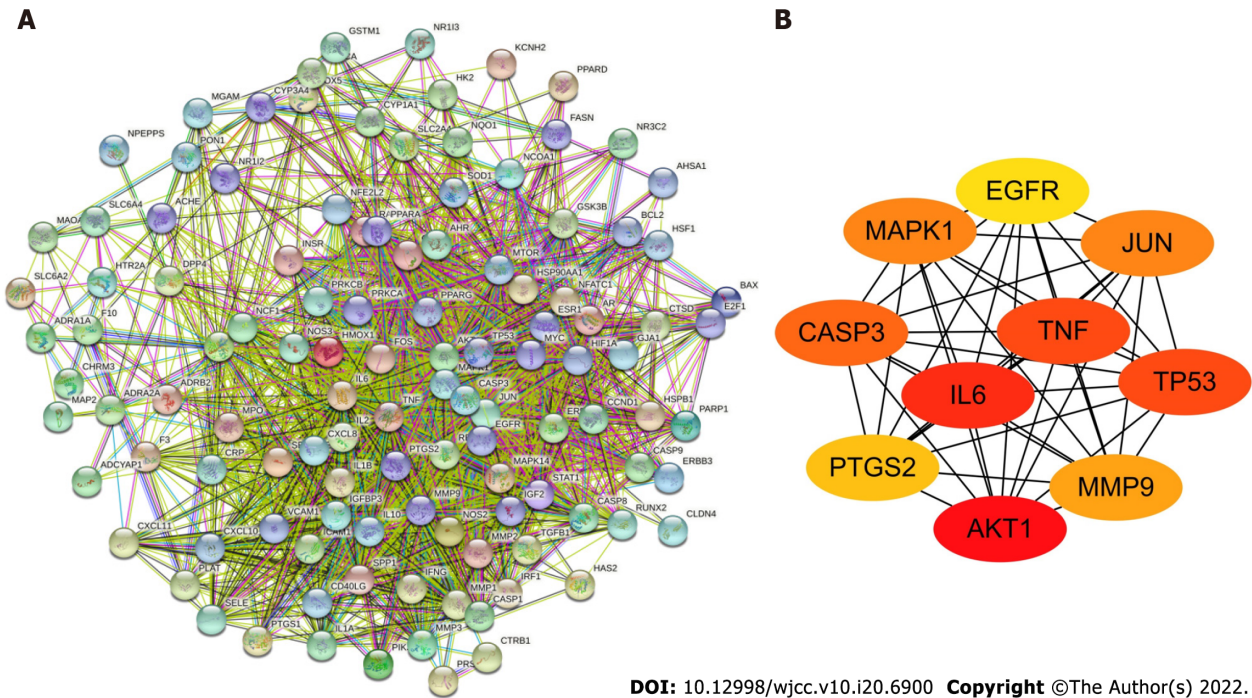 A
B
GSTM1
NR1I3
KCNH2
PPARD
CYP3A4
HK2
MGAM
CYP1A1
FASN
NR3C2
NPEPPS
PON1
SLC2A4
NQO1
NR1I2
NCOA1
AHSA1
SOD1
NFE2L2
MAOA
SLC6A4
ACHE
PPARA
GSK3B
BCL2
AHR
HSF1
INSR
MTOR
SLC6A2
HTR2A
DPP4
HSP90AA1
PRKCB
NFATC1
BAX
PRKCA
PPARG
AR
CTSD
E2F1
ADRA1A
F10
NCF1
ESR1
NOS3
HMOX1
FOS
TP53
MYC
HIF1A
GJA1
CHRM3
MAPK1
ADRB2
IL6
CASP3
MAP2
ADRA2A
JUN
CCND1
HSPB1
MPO
IL2
TNF
PARP1
CXCL8
EGFR
F3
PTGS2
CRP
CASP9
ADCYAP1
IL1B
MAPK14
ERBB3
STAT1
IGFBP3
MMP9
IGF2
CASP8
VCAM1
IL10
NOS2
RUNX2
CLDN4
CXCL11
CXCL10
ICAM1
MMP2
TGFB1
PLAT
SPP1
IFNG
IRF1
HAS2
CD40LG
MMP1
SELE
CASP1
PTGS1
IL1A
MMP3
CTRB1
EGFR
MAPK1
JUN
CASP3
TNF
IL6
TP53
PTGS2
MMP9
AKT1
DOI: 10.12998/wjcc.v10.i20.6900 Copyright ©The Author(s) 2022.